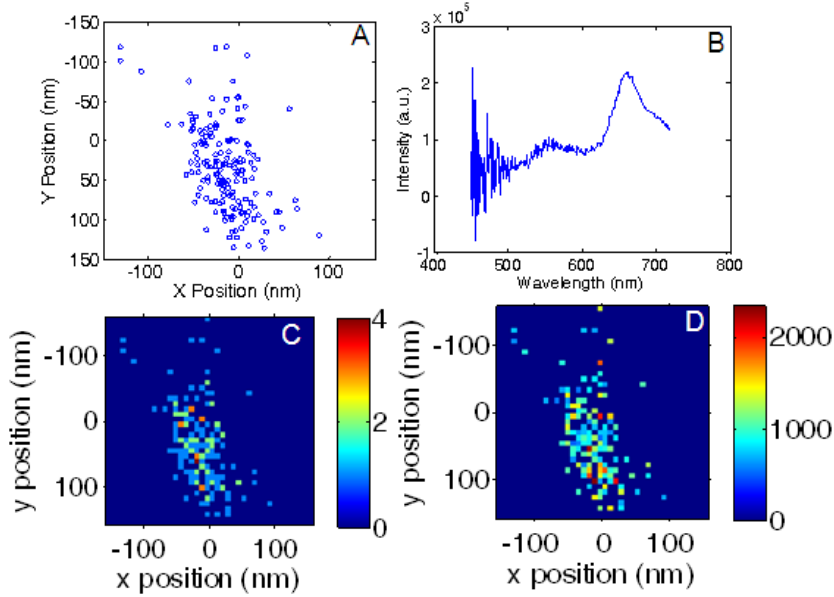 A
-150
-100
-50
0
50
100
150
Y Position (nm)
-100
0
100
X Position (nm)
B
3 x 10^5
2
1
0
-1
Intensity (a.u.)
400
500
600
700
800
Wavelength (nm)
C
-100
0
100
y position (nm)
-100
0
100
x position (nm)
4
2
0
D
-100
0
100
y position (nm)
-100
0
100
x position (nm)
2000
1000
0